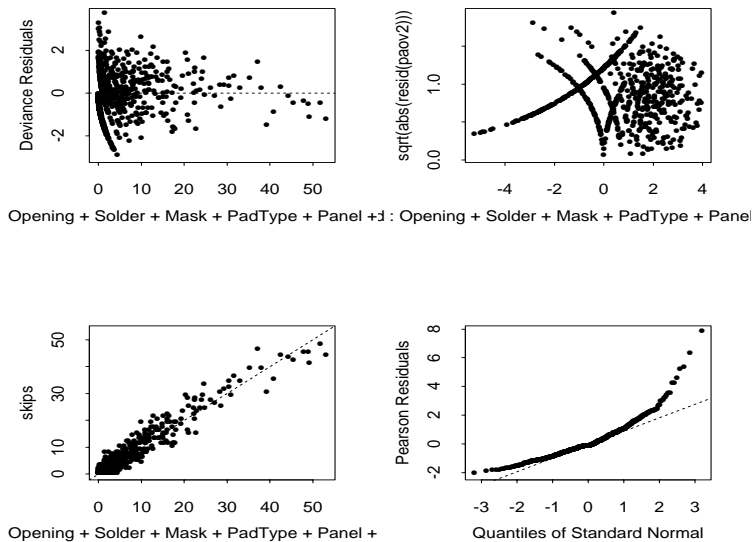 Deviance Residuals
2
0
-2
0 10 20 30 40 50
Opening + Solder + Mask + PadType + Panel +
sqrt(abs(resid(paov2)))
1.0
0.0
-4 -2 0 2 4
d : Opening + Solder + Mask + PadType + Panel
skips
50
30
10
0
0 10 20 30 40 50
Opening + Solder + Mask + PadType + Panel +
Pearson Residuals
8
6
4
2
0
-2
-3 -2 -1 0 1 2 3
Quantiles of Standard Normal